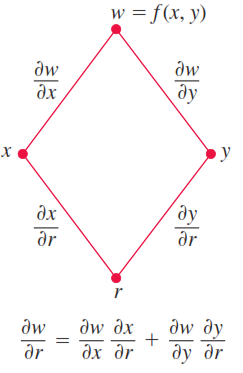 w = f(x, y)
∂w/∂x ∂w/∂y
x y
∂x/∂r ∂y/∂r
r
∂w/∂r = ∂w/∂x ∂x/∂r + ∂w/∂y ∂y/∂r